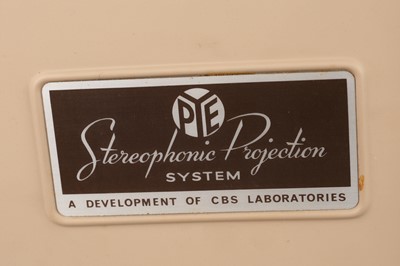 PYE
Stereophonic Projection
SYSTEM
A DEVELOPMENT OF CBS LABORATORIES